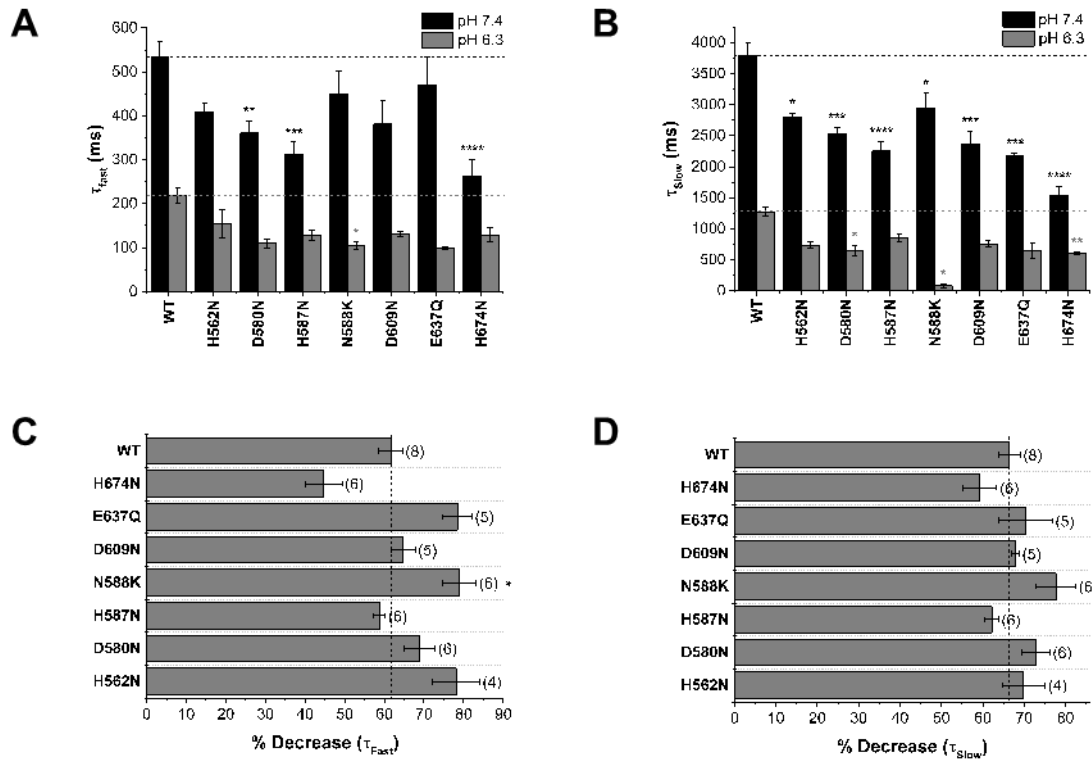 A
pH 7.4
pH 6.3
600
500
400
300
200
100
0
τfast (ms)
**
***
*
****
WT
H562N
D580N
H587N
N588K
D609N
E637Q
H674N
B
pH 7.4
pH 6.3
4000
3500
3000
2500
2000
1500
1000
500
0
τSlow (ms)
*
***
*
****
*
*
***
***
****
**
WT
H562N
D580N
H587N
N588K
D609N
E637Q
H674N
C
WT (8)
H674N (6)
E637Q (5)
D609N (5)
N588K (6) *
H587N (6)
D580N (6)
H562N (4)
0 10 20 30 40 50 60 70 80 90
% Decrease (τFast)
D
WT (8)
H674N (6)
E637Q (5)
D609N (5)
N588K (6
H587N (6)
D580N (6)
H562N (4)
0 10 20 30 40 50 60 70 80
% Decrease (τSlow)